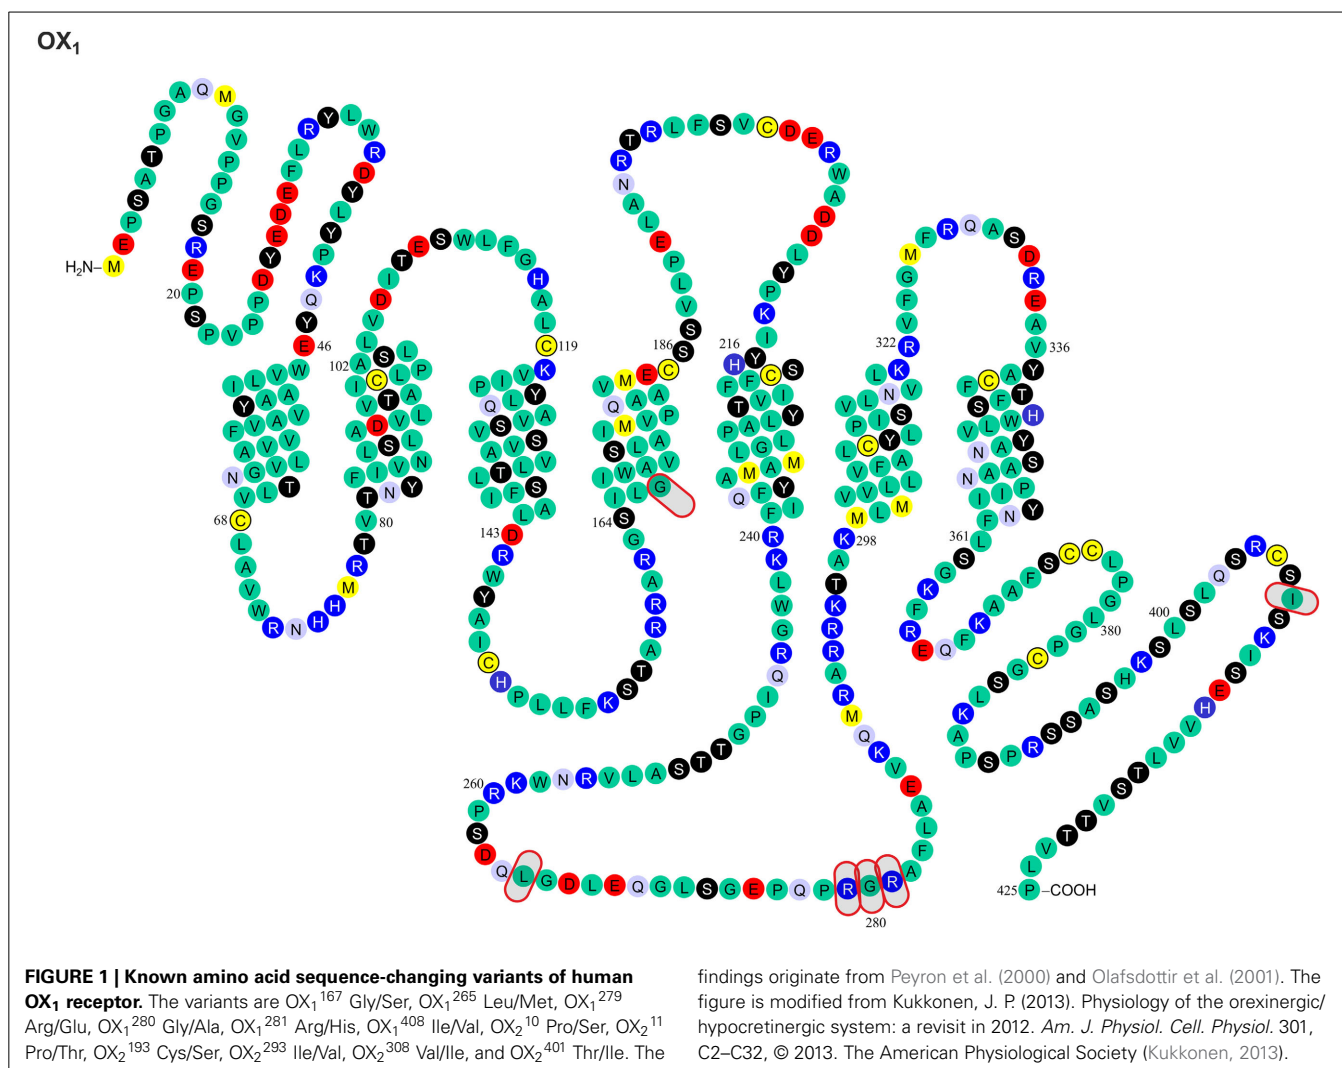 OX₁
H₂N–
M E P S A T P G A Q M G V P P G S R E P S P V P P D Y E D E F L R Y L W R D Y L Y P K Q Y E
20
46
W V L I
A A Y
V A V F
V V A
L V G N
T L V
C
68
L A V W R N H H M R T V
80
T N Y
F I V N
L S L
A D V L
V T A
I C L P
A S L
102
L V D I T E S W L F G H A L C
119
K V I P
Y L Q
A V S V
S V A
V L T L
S F I
A L D
143
R W Y A I C H P L L F K S T A R R A R G S
164
I L G
I W A V
S L A
I M V P
Q A A
V M E C
186
S S V L P E L A N R T R L F S V C D E R W A D D L Y P K I Y H
216
S C F F
I V T
Y L A P
L G L
M A M A
Y F Q
I F
240
R K L W G R Q I P G T T S A L V R N W K R
260
P S D Q L G D L E Q G L S G E P Q P R G R
280
A F L A E V K Q M R A R R K T A K
298
M L M
V V L L
V F A
L C Y L
P I S
V L N V
L K R
322
V F G M F R Q A S D R E A V
336
Y A C F
T F S
H W L V
Y A N
S A A N
P I I
Y N F L
361
S G K F R E Q F K A A F S C C L P G L
380
G P C G S L K A P S P R S S A S H K S L S
400
L Q S R C S I S K I S E H V V L T S V T T V L P
425
–COOH
FIGURE 1 | Known amino acid sequence-changing variants of human
OX₁ receptor. The variants are OX₁¹⁶⁷ Gly/Ser, OX₁²⁶⁵ Leu/Met, OX₁²⁷⁹
Arg/Glu, OX₁²⁸⁰ Gly/Ala, OX₁²⁸¹ Arg/His, OX₁⁴⁰⁸ Ile/Val, OX₂¹⁰ Pro/Ser, OX₂¹¹
Pro/Thr, OX₂¹⁹³ Cys/Ser, OX₂²⁹³ Ile/Val, OX₂³⁰⁸ Val/Ile, and OX₂⁴⁰¹ Thr/Ile. The
findings originate from Peyron et al. (2000) and Olafsdottir et al. (2001). The
figure is modified from Kukkonen, J. P. (2013). Physiology of the orexinergic/
hypocretinergic system: a revisit in 2012. Am. J. Physiol. Cell. Physiol. 301,
C2–C32, © 2013. The American Physiological Society (Kukkonen, 2013).